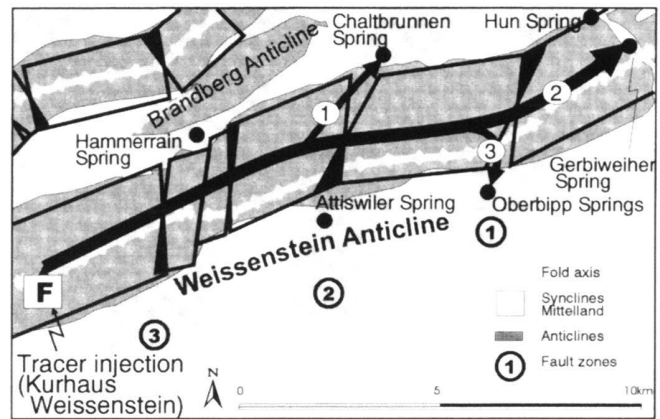 Chaltbrunnen
Spring
Hun Spring
Brandberg Anticline
1
2
Hammerrain
Spring
3
Gerbiweiher
Spring
Attiswiler Spring
Oberbipp Springs
Weissenstein Anticline
1
F
2
Fold axis
Synclines
Mittelland
3
Anticlines
Tracer injection
(Kurhaus
Weissenstein)
N
1
Fault zones
0
5
10km